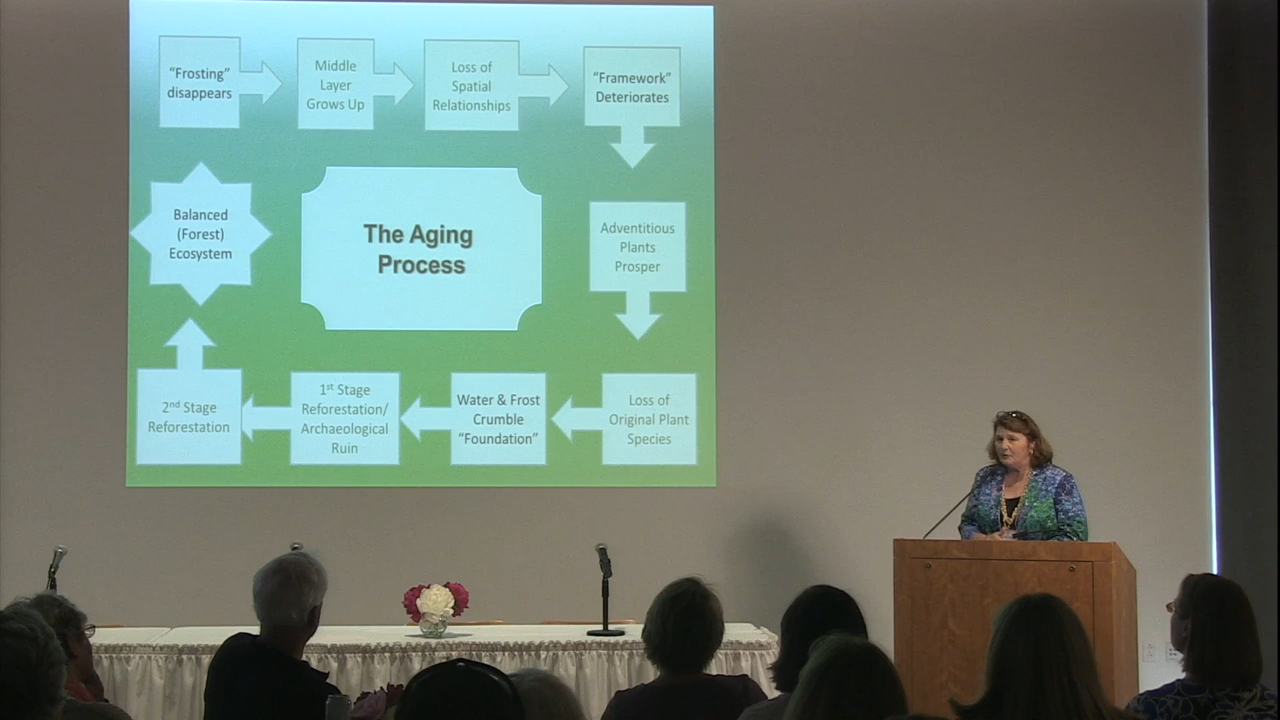 “Frosting”
disappears
Middle
Layer
Grows Up
Loss of
Spatial
Relationships
“Framework”
Deteriorates
Adventitious
Plants
Prosper
Loss of
Original Plant
Species
Water & Frost
Crumble
“Foundation”
1st Stage
Reforestation/
Archaeological
Ruin
2nd Stage
Reforestation
Balanced
(Forest)
Ecosystem
The Aging
Process